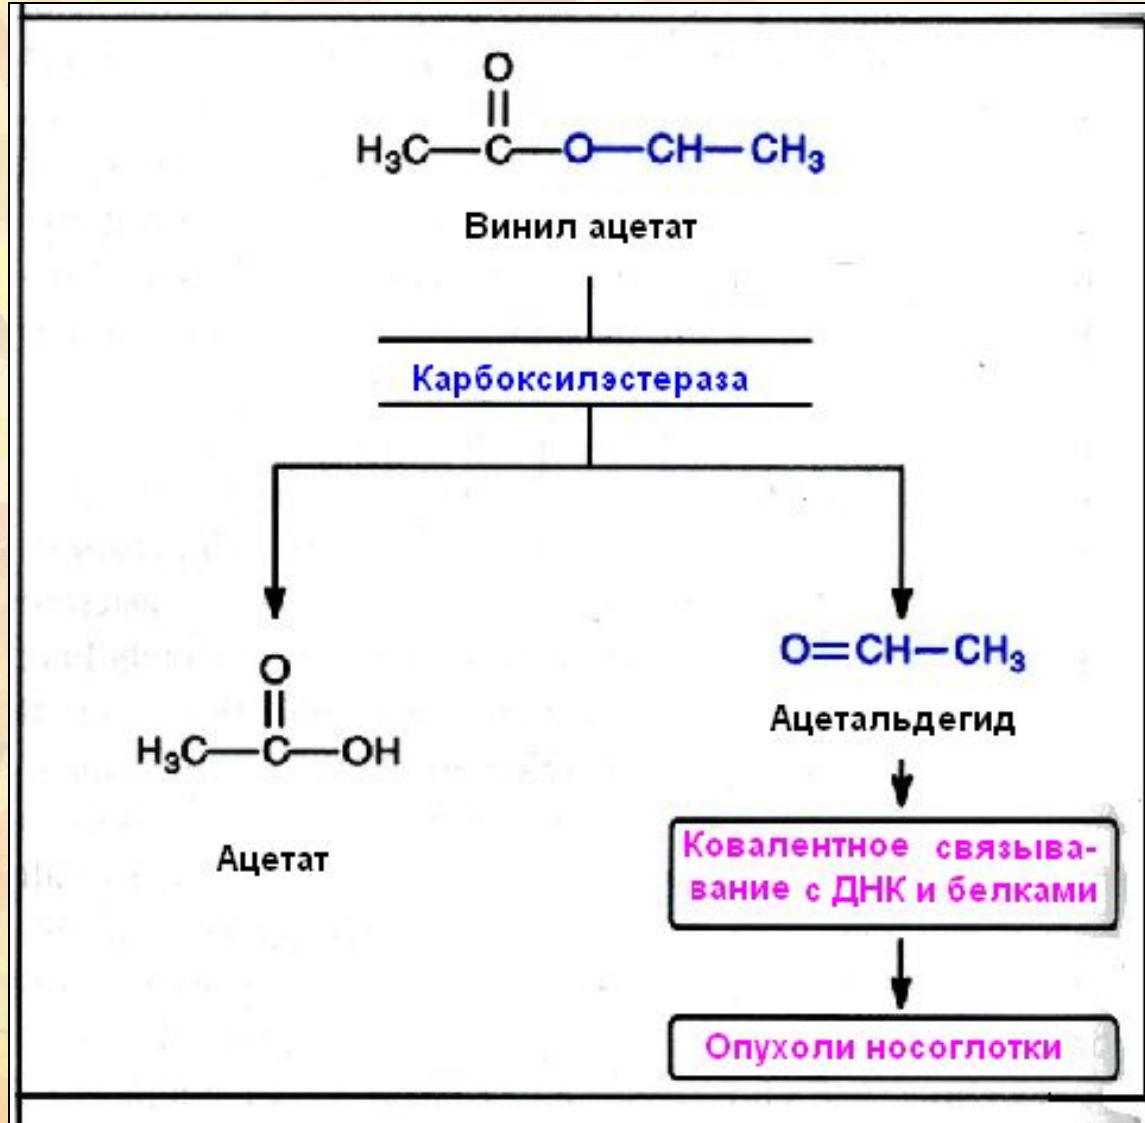 O
H₃C—C—O—CH—CH₃
Винил ацетат
Карбоксилэстераза
O
H₃C—C—OH
Ацетат
O=CH—CH₃
Ацетальдегид
Ковалентное связыва-
вание с ДНК и белками
Опухоли носоглотки